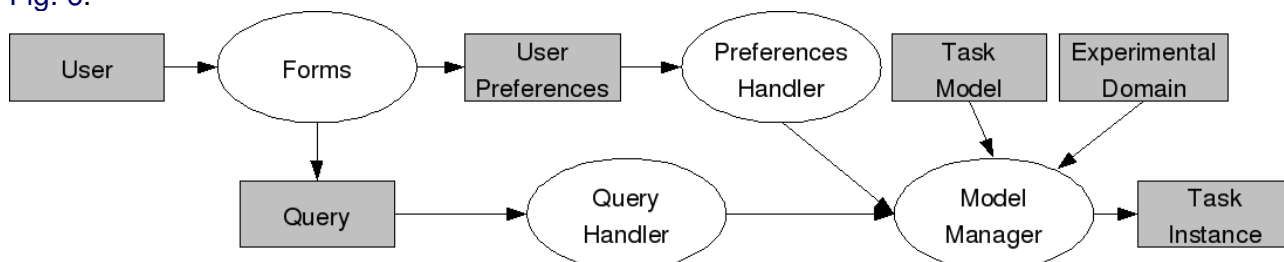 Fig. 6.
User
Forms
User
Preferences
Preferences
Handler
Task
Model
Experimental
Domain
Query
Query
Handler
Model
Manager
Task
Instance